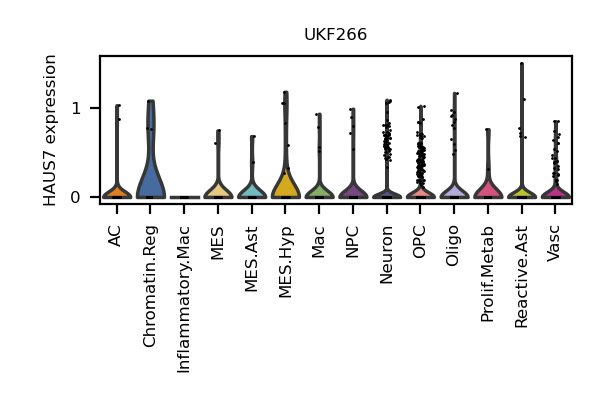 UKF266
HAUS7 expression
1
0
AC
Chromatin.Reg
Inflammatory.Mac
MES
MES.Ast
MES.Hyp
Mac
NPC
Neuron
OPC
Oligo
Prolif.Metab
Reactive.Ast
Vasc